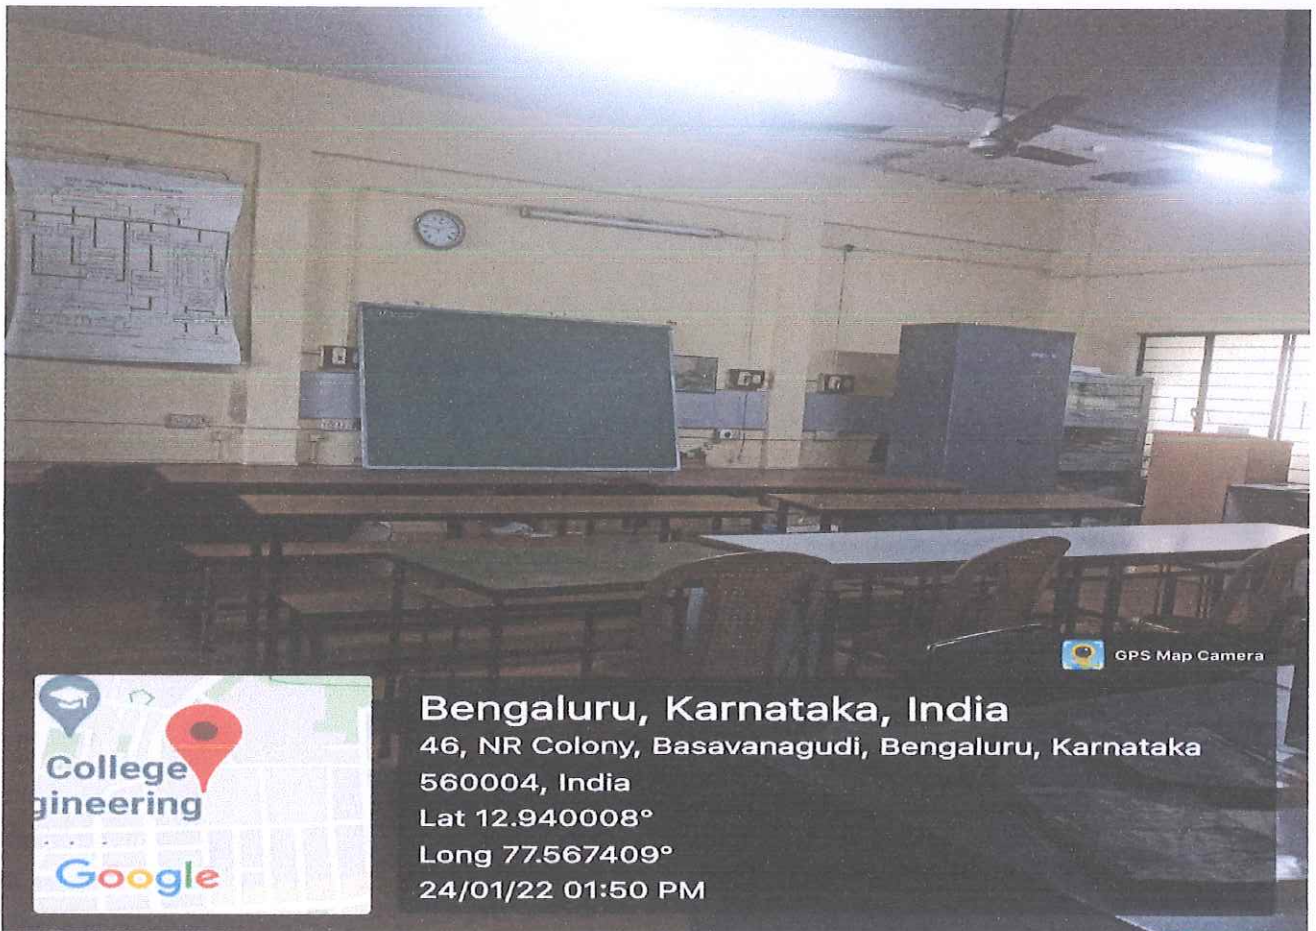 GPS Map Camera
Bengaluru, Karnataka, India
46, NR Colony, Basavanagudi, Bengaluru, Karnataka
560004, India
Lat 12.940008°
Long 77.567409°
24/01/22 01:50 PM
College
gineering
Google